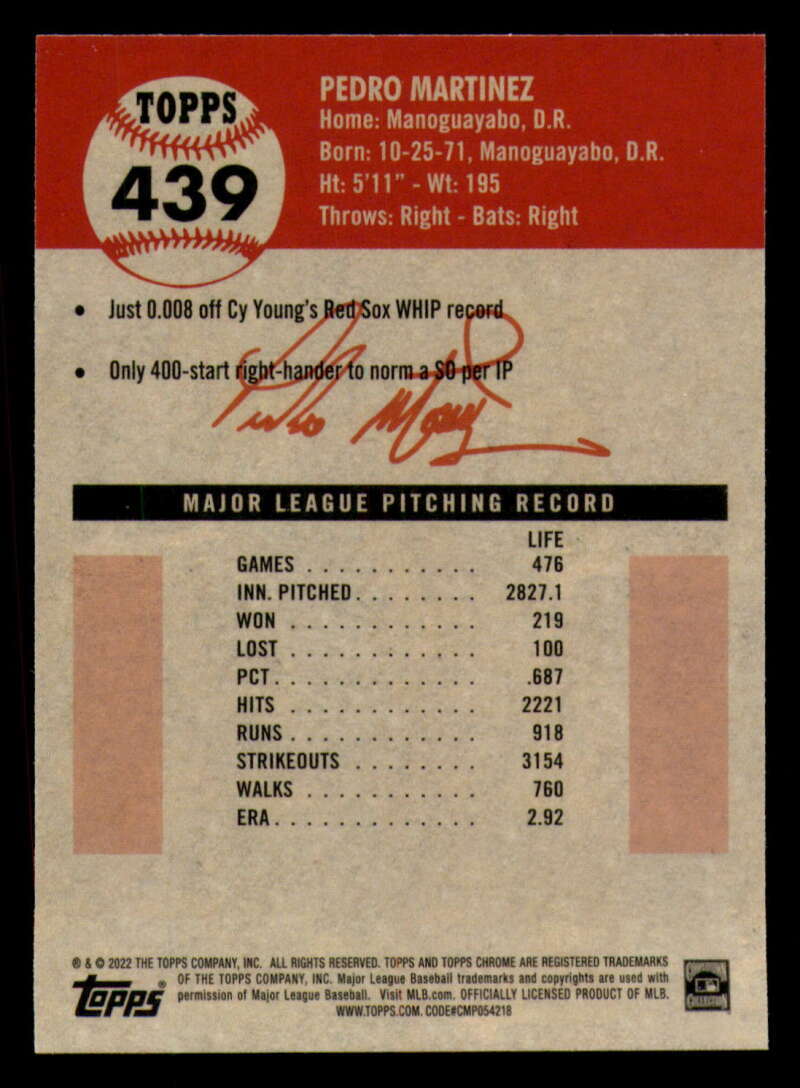 TOPPS
439
PEDRO MARTINEZ
Home: Manoguayabo, D.R.
Born: 10-25-71, Manoguayabo, D.R.
Ht: 5'11" - Wt: 195
Throws: Right - Bats: Right
• Just 0.008 off Cy Young's Red Sox WHIP record
• Only 400-start right-hander to norm a SO per IP
Pedro Martinez
MAJOR LEAGUE PITCHING RECORD
LIFE
GAMES . . . . . . . . . . . 476
INN. PITCHED. . . . . . . . 2827.1
WON . . . . . . . . . . . . 219
LOST . . . . . . . . . . . . 100
PCT. . . . . . . . . . . . . .687
HITS . . . . . . . . . . . . 2221
RUNS . . . . . . . . . . . . 918
STRIKEOUTS . . . . . . . . 3154
WALKS . . . . . . . . . . . 760
ERA. . . . . . . . . . . . . 2.92
® & © 2022 THE TOPPS COMPANY, INC. ALL RIGHTS RESERVED. TOPPS AND TOPPS CHROME ARE REGISTERED TRADEMARKS
OF THE TOPPS COMPANY, INC. Major League Baseball trademarks and copyrights are used with
permission of Major League Baseball. Visit MLB.com. OFFICIALLY LICENSED PRODUCT OF MLB.
WWW.TOPPS.COM. CODE#CMP054218
topps®
COOPERSTOWN
COLLECTION